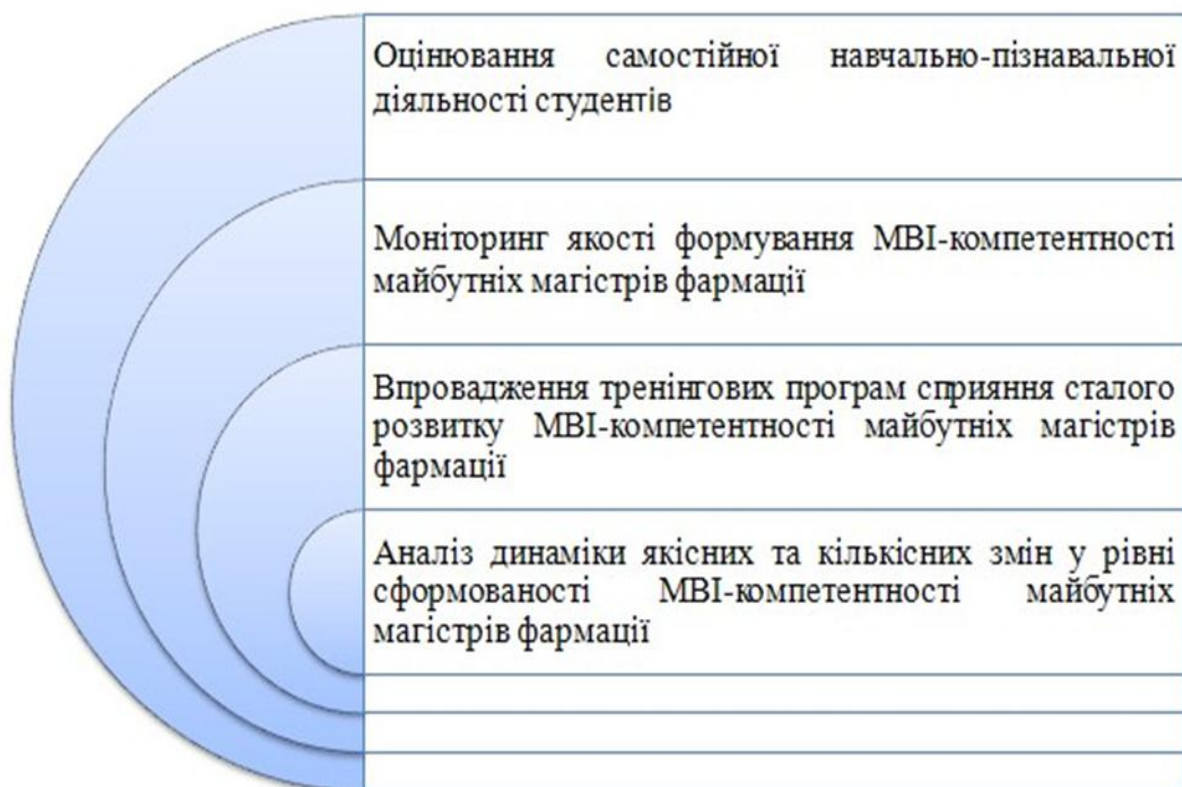 Оцінювання самостійної навчально-пізнавальної
діяльності студентів
Моніторинг якості формування МВІ-компетентності
майбутніх магістрів фармації
Впровадження тренінгових програм сприяння сталого
розвитку МВІ-компетентності майбутніх магістрів
фармації
Аналіз динаміки якісних та кількісних змін у рівні
сформованості МВІ-компетентності майбутніх
магістрів фармації